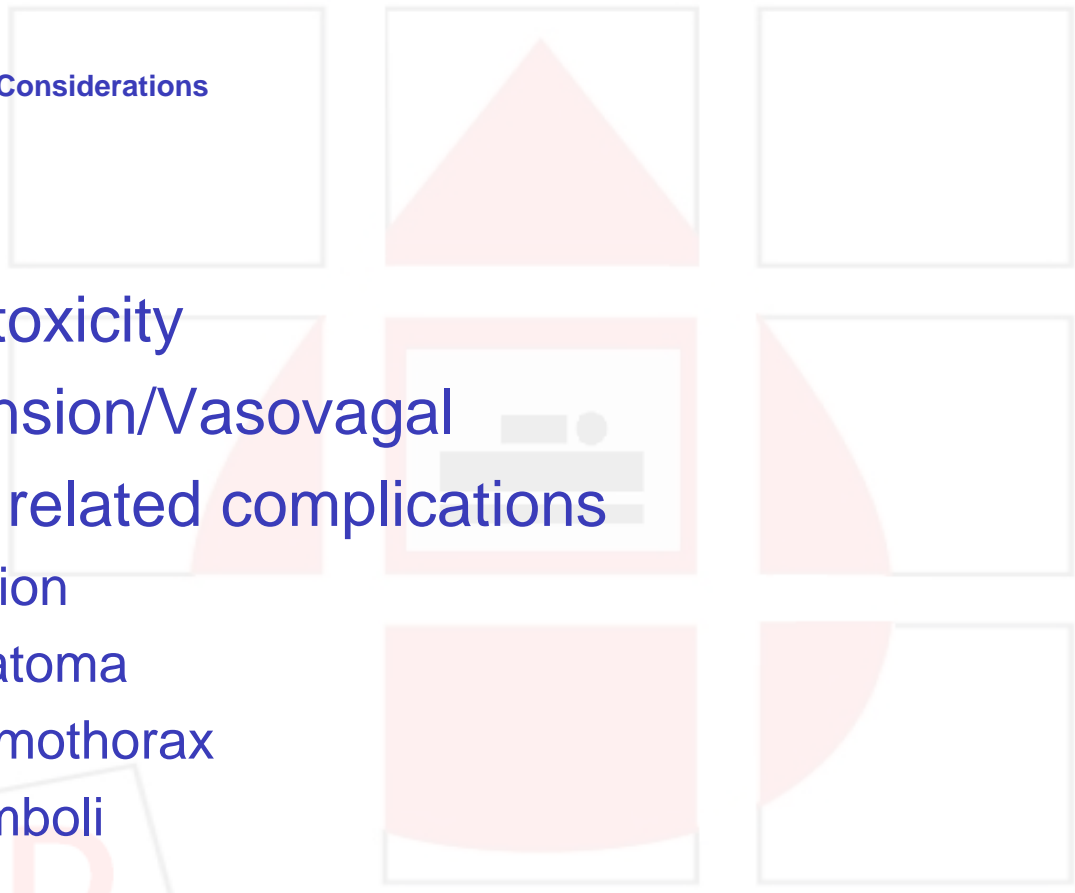 Considerations
toxicity
nsion/Vasovagal
related complications
ion
atoma
mothorax
mboli